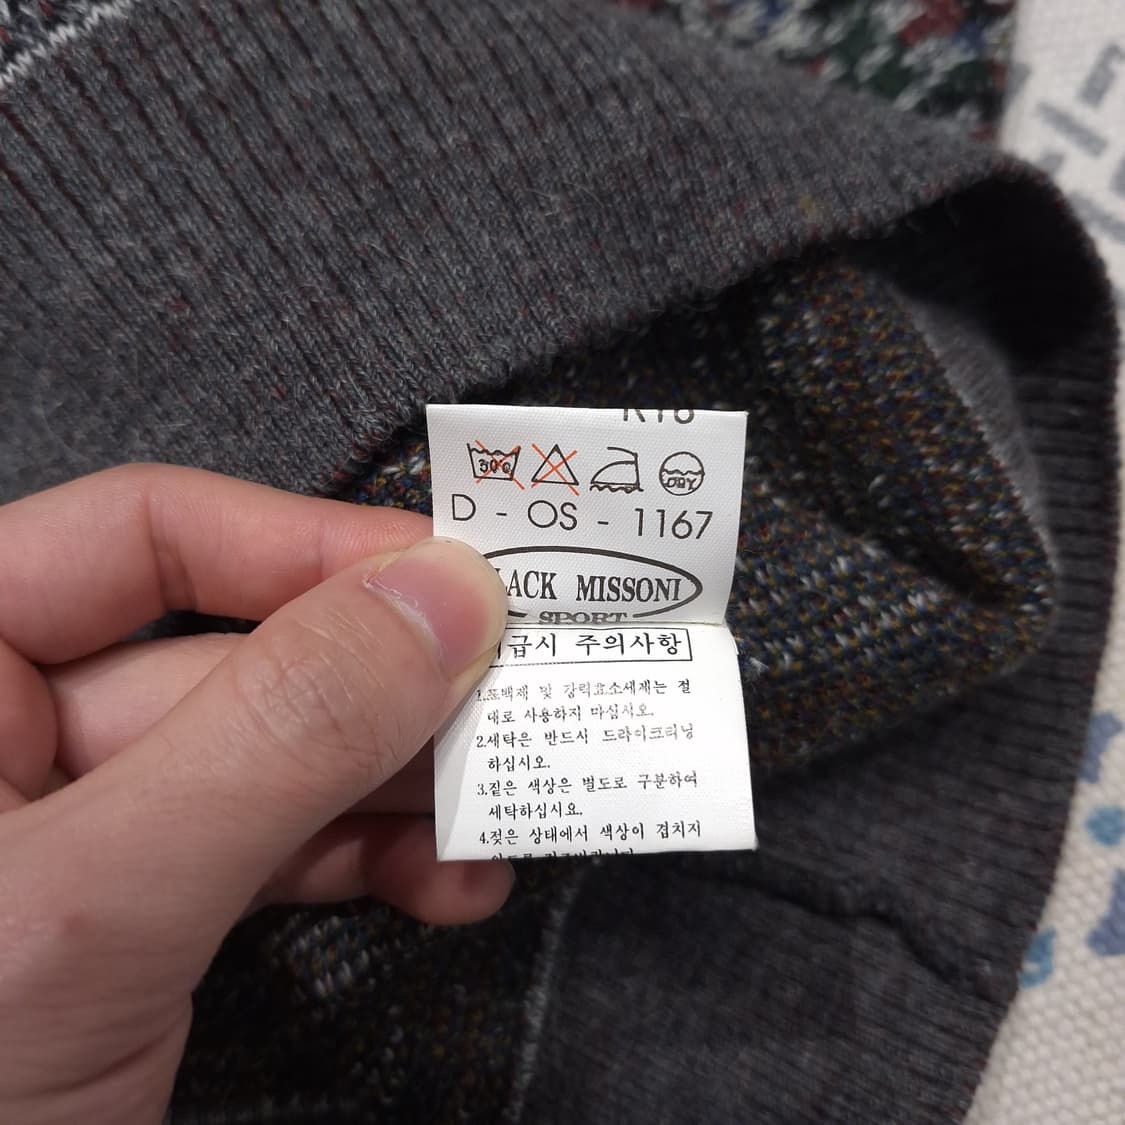 300
DRY
D - OS - 1167
LACK MISSONI
SPORT
급시 주의사항
1.표백제 및 강력효소세제는 절
대로 사용하지 마십시오.
2.세탁은 반드시 드라이크리닝
하십시오.
3.짙은 색상은 별도로 구분하여
세탁하십시요.
4.젖은 상태에서 색상이 겹치지